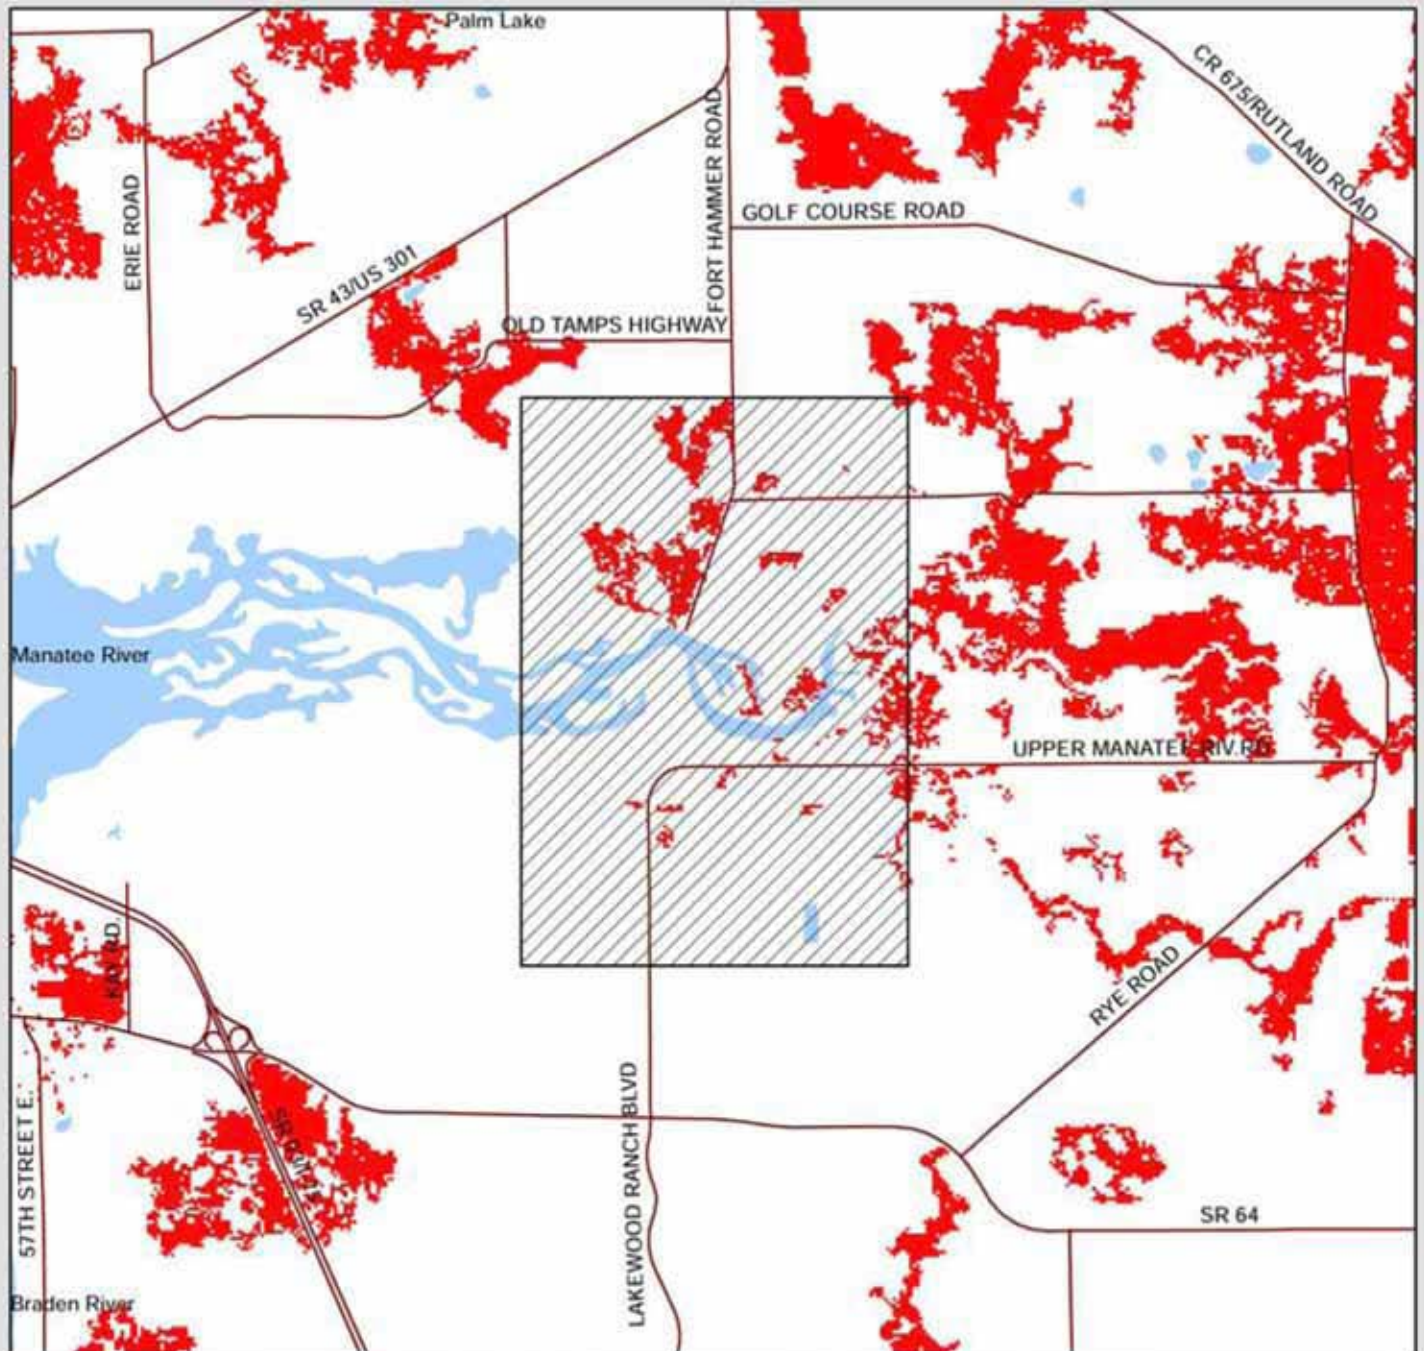 Palm Lake
CR 675/RUTLAND ROAD
FORT HAMMER ROAD
ERIE ROAD
GOLF COURSE ROAD
SR 43/US 301
OLD TAMPS HIGHWAY
Manatee River
UPPER MANATEE RIV.RD
KAY RD.
RYE ROAD
57TH STREET E.
LAKEWOOD RANCH BLVD
SR 64
Braden River